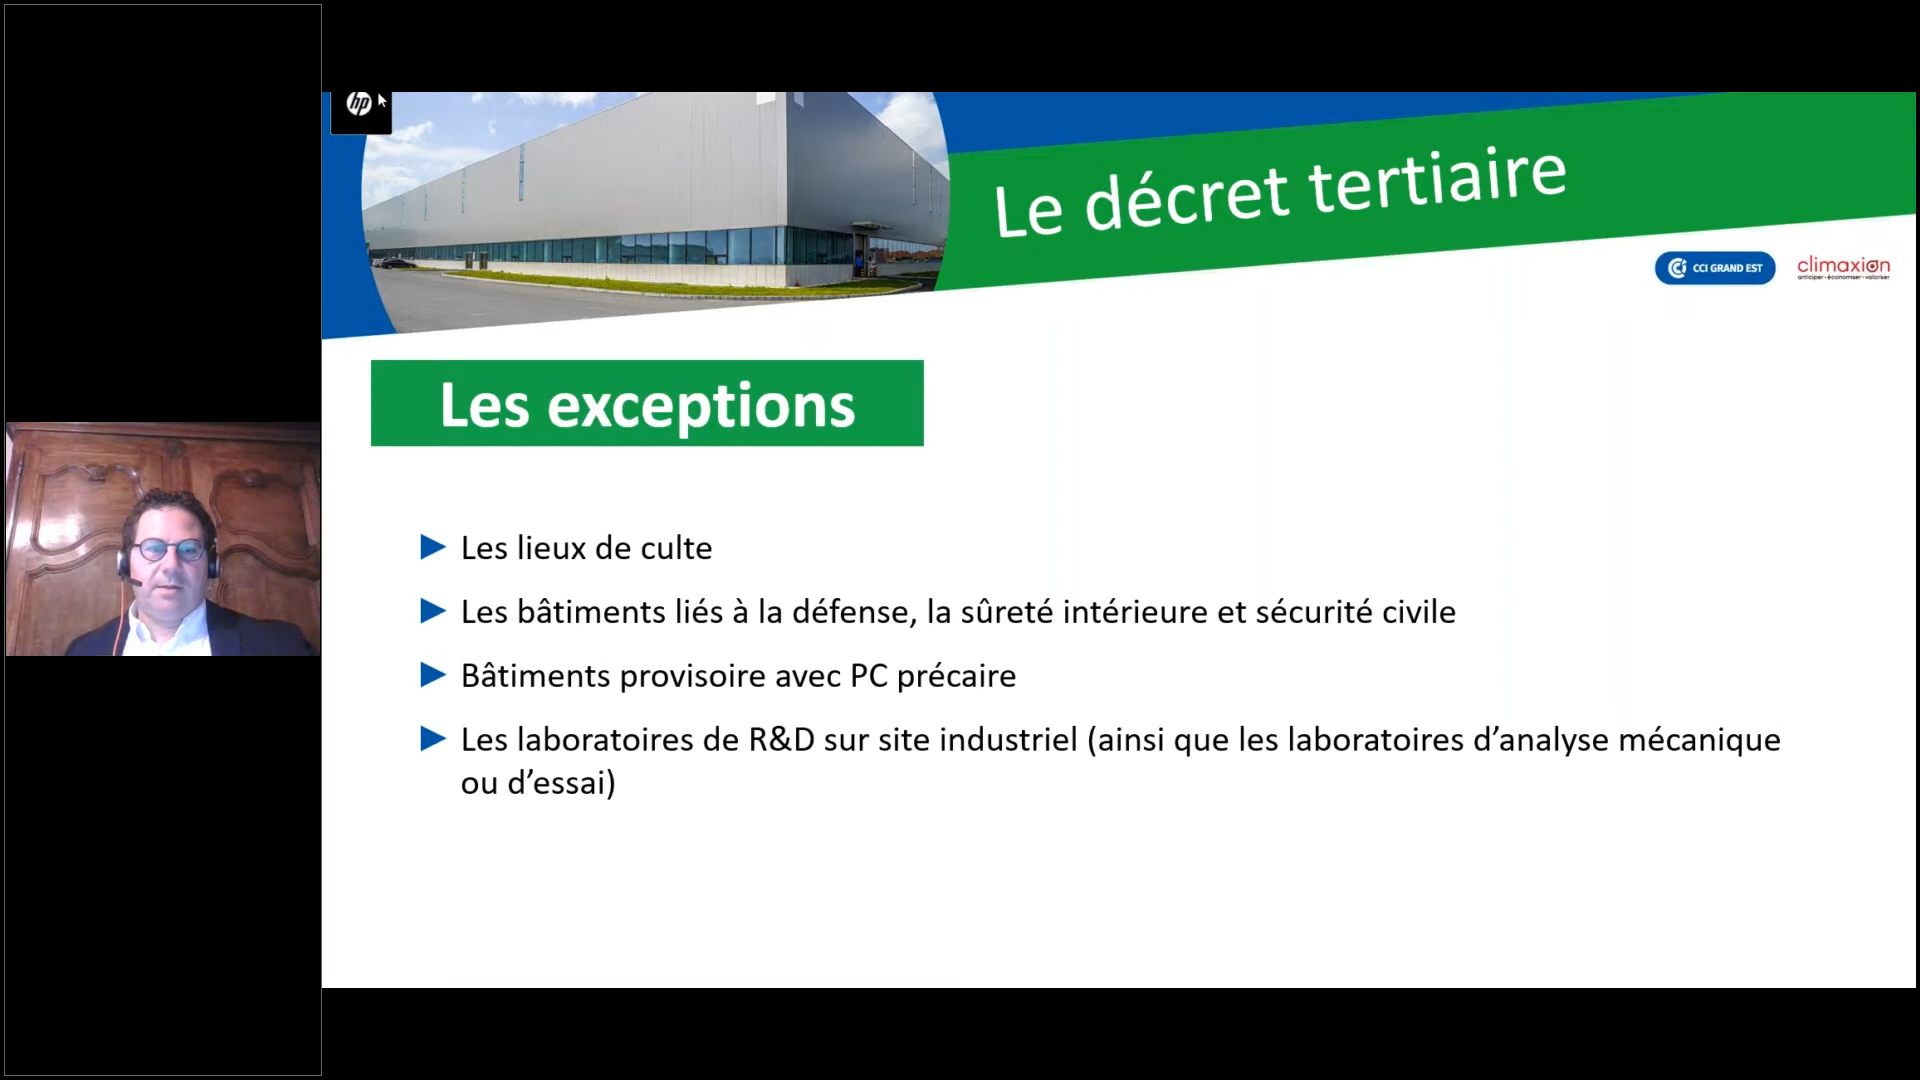 hp
Le décret tertiaire
CCI GRAND EST
climaxion
anticiper • économiser • valoriser
Les exceptions
Les lieux de culte
Les bâtiments liés à la défense, la sûreté intérieure et sécurité civile
Bâtiments provisoire avec PC précaire
Les laboratoires de R&D sur site industriel (ainsi que les laboratoires d’analyse mécanique
ou d’essai)